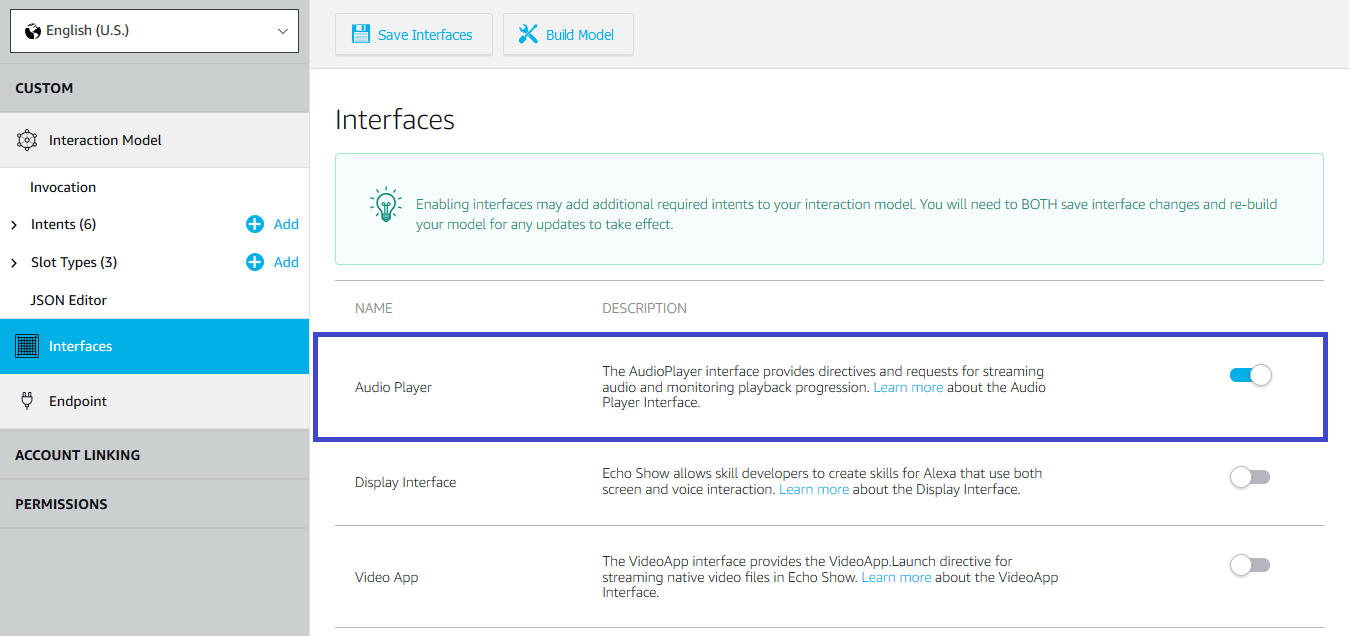 English (U.S.)
Save Interfaces
Build Model
CUSTOM
Interaction Model
Invocation
Intents (6)
Add
Slot Types (3)
Add
JSON Editor
Interfaces
Endpoint
ACCOUNT LINKING
PERMISSIONS
Interfaces
Enabling interfaces may add additional required intents to your interaction model. You will need to BOTH save interface changes and re-build
your model for any updates to take effect.
NAME
DESCRIPTION
Audio Player
The AudioPlayer interface provides directives and requests for streaming
audio and monitoring playback progression. Learn more about the Audio
Player Interface.
Display Interface
Echo Show allows skill developers to create skills for Alexa that use both
screen and voice interaction. Learn more about the Display Interface.
Video App
The VideoApp interface provides the VideoApp.Launch directive for
streaming native video files in Echo Show. Learn more about the VideoApp
Interface.